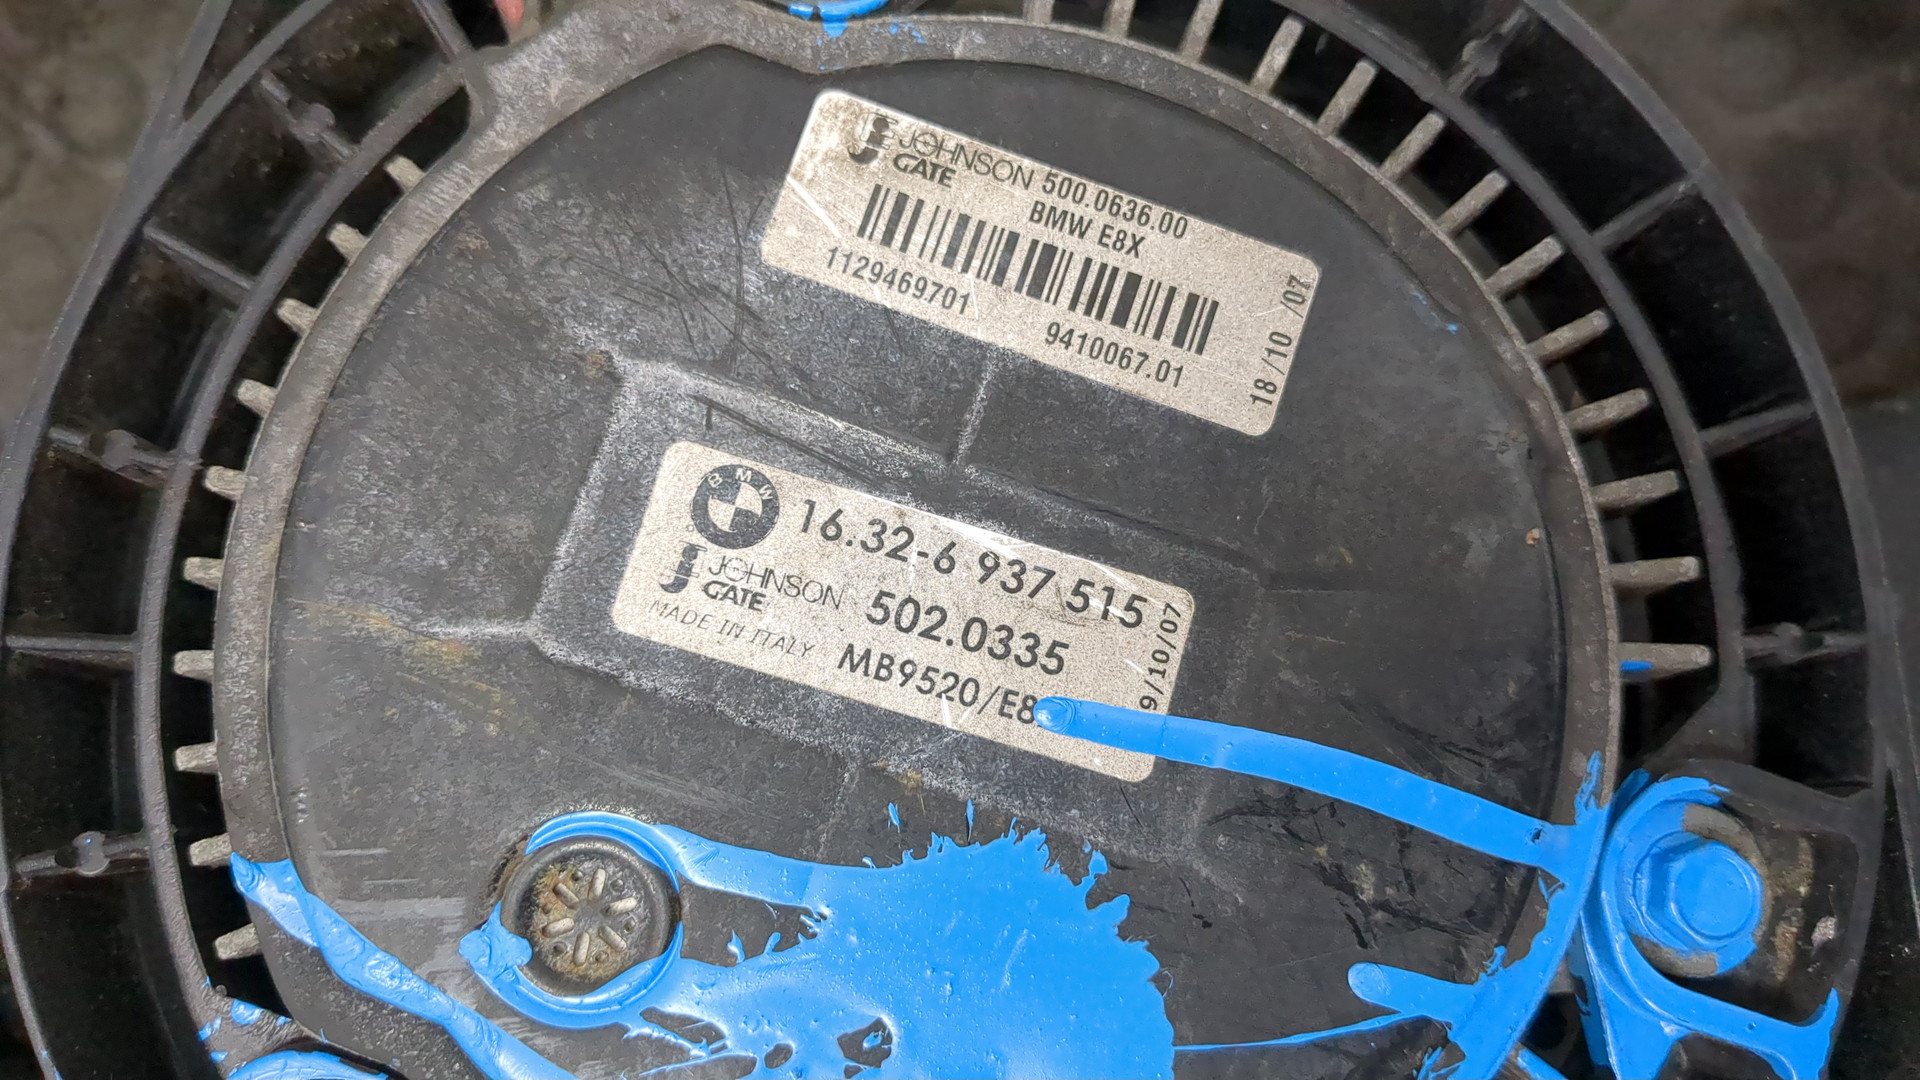 JOHNSON 500.0636.00
GATE
BMW E8X
1129469701
9410067.01
18/10 /07
BMW
16.32-6 937 515
JOHNSON 502.0335
GATE
MADE IN ITALY
MB9520/E8
9/10/07